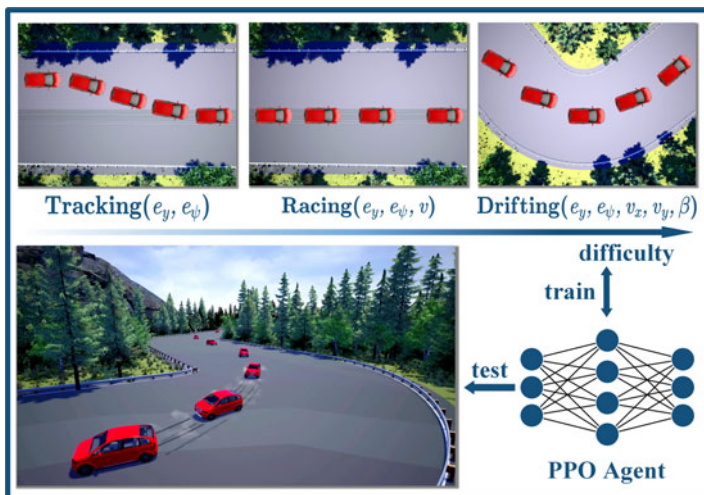 Tracking(e_y, e_ψ)
Racing(e_y, e_ψ, v)
Drifting(e_y, e_ψ, v_x, v_y, β)
difficulty
train
test
PPO Agent